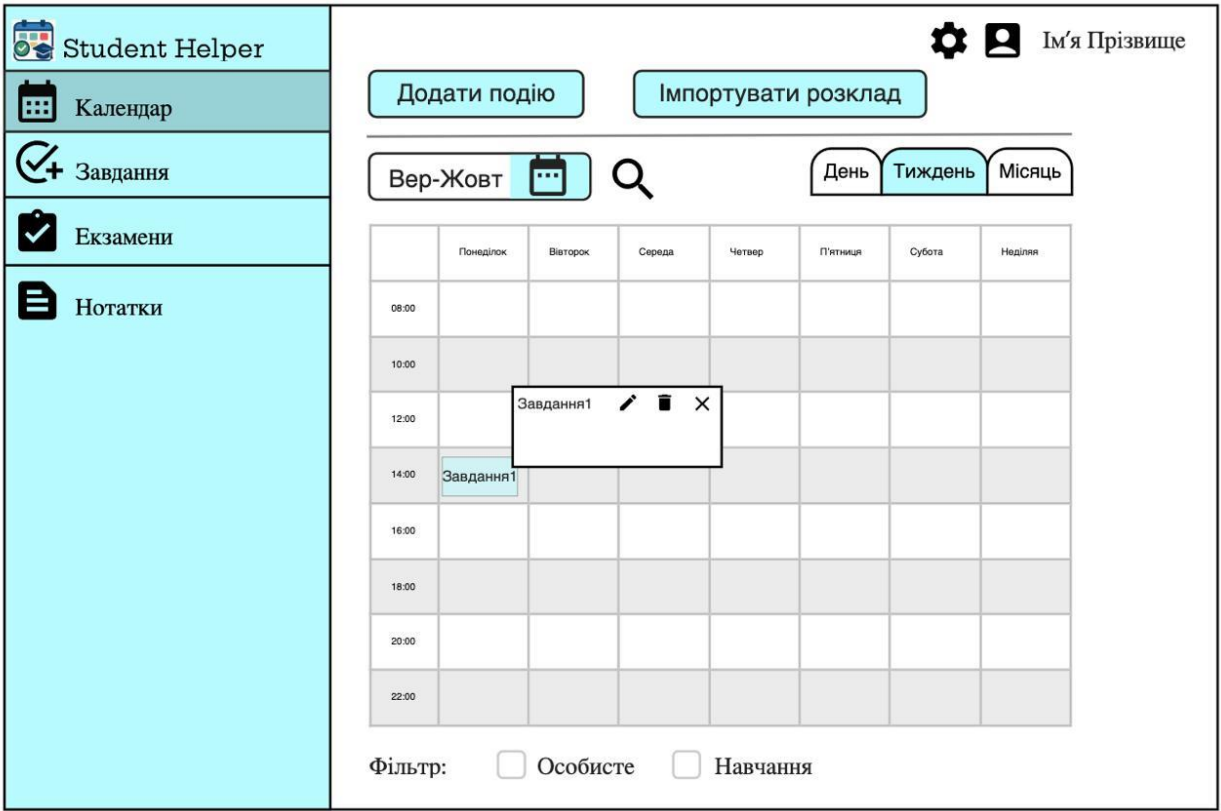 Student Helper
Ім'я Прізвище
Календар
Завдання
Екзамени
Нотатки
Додати подію
Імпортувати розклад
Вер-Жовт
День
Тиждень
Місяць
Понеділок Вівторок Середа Четвер П'ятниця Субота Неділяя
08:00
10:00
12:00
Завдання1
14:00
Завдання1
16:00
18:00
20:00
22:00
Фільтр: Особисте Навчання